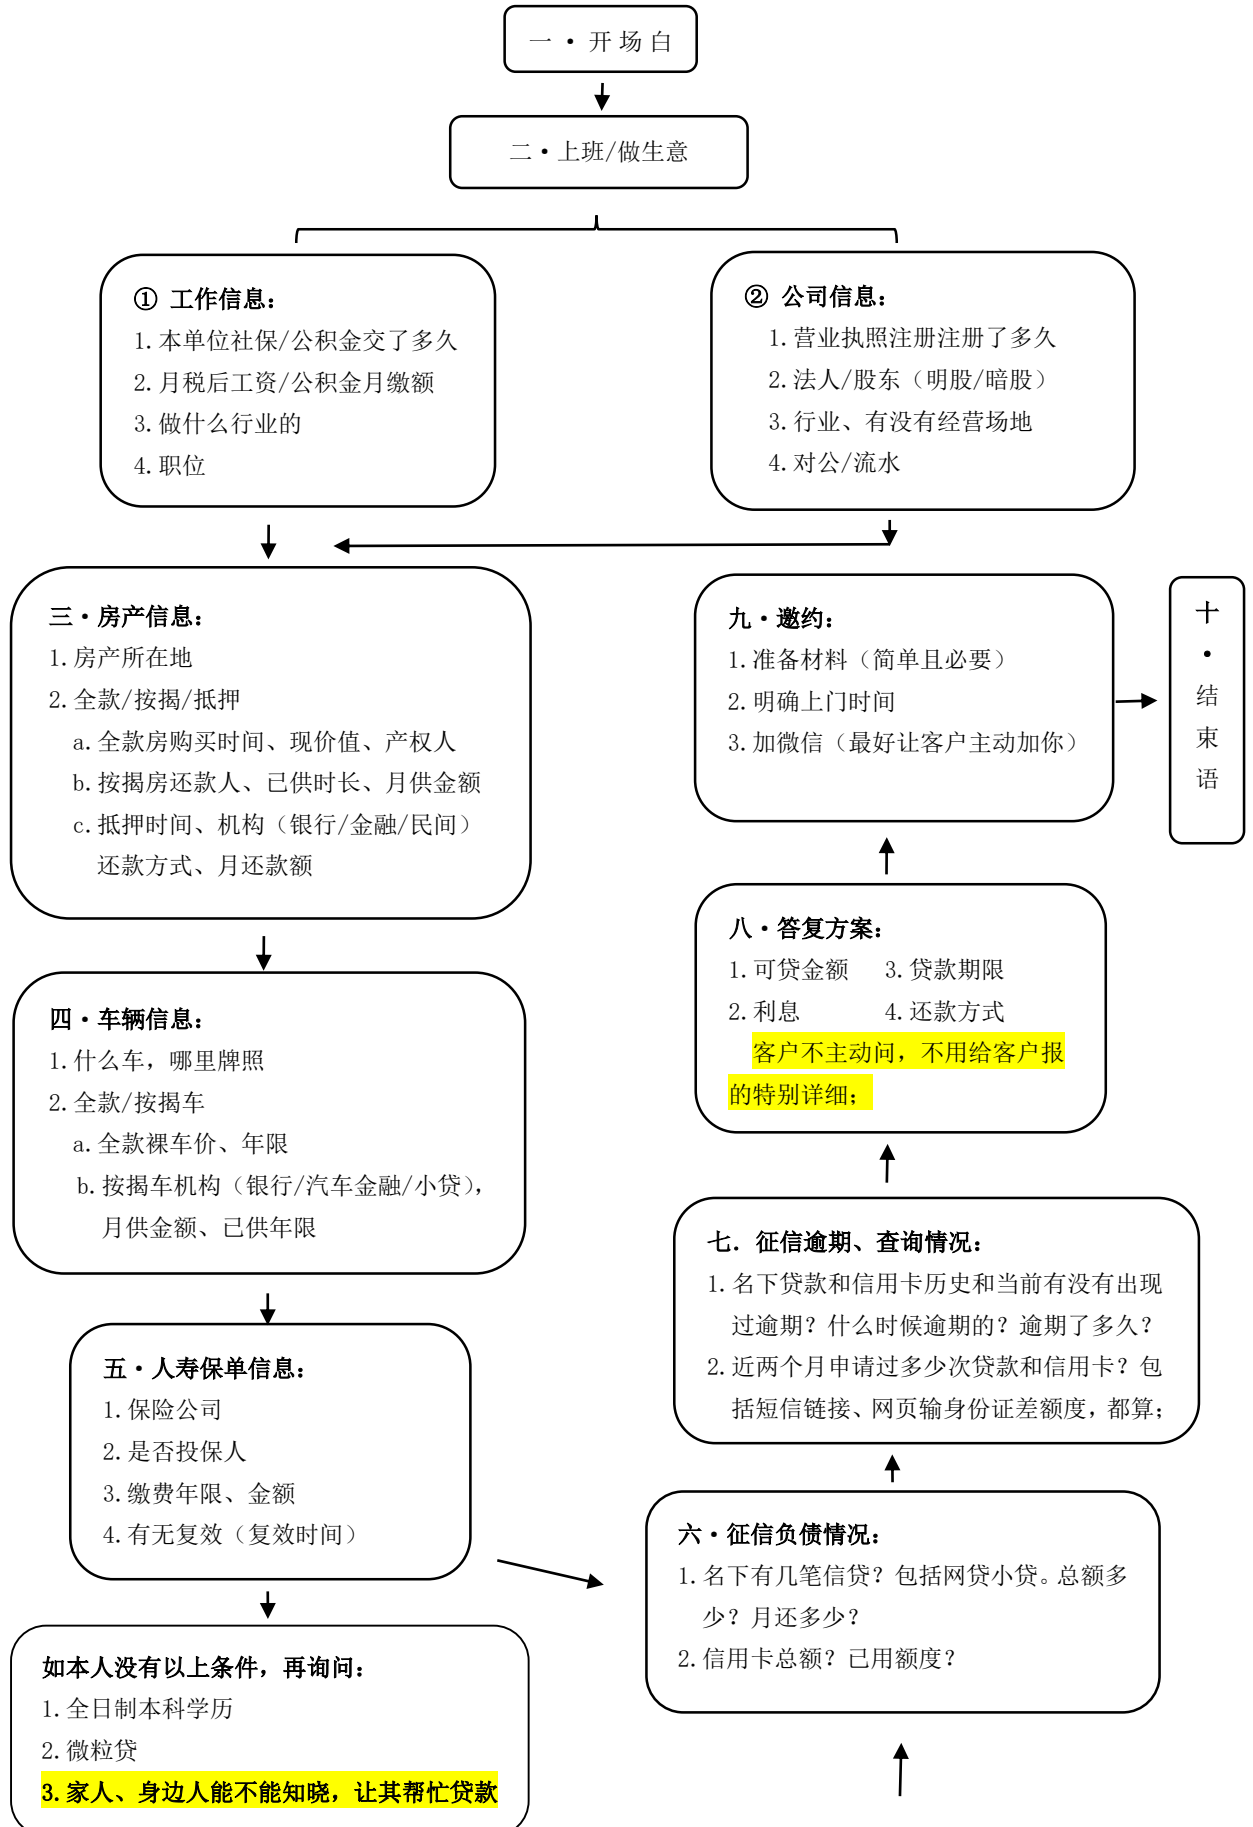 一·开场白
二·上班/做生意
① 工作信息：
1.本单位社保/公积金交了多久
2.月税后工资/公积金月缴额
3.做什么行业的
4.职位
② 公司信息：
1.营业执照注册注册了多久
2.法人/股东（明股/暗股）
3.行业、有没有经营场地
4.对公/流水
三·房产信息：
1.房产所在地
2.全款/按揭/抵押
a.全款房购买时间、现价值、产权人
b.按揭房还款人、已供时长、月供金额
c.抵押时间、机构（银行/金融/民间）
还款方式、月还款额
四·车辆信息：
1.什么车，哪里牌照
2.全款/按揭车
a.全款裸车价、年限
b.按揭车机构（银行/汽车金融/小贷），
月供金额、已供年限
五·人寿保单信息：
1.保险公司
2.是否投保人
3.缴费年限、金额
4.有无复效（复效时间）
如本人没有以上条件，再询问：
1.全日制本科学历
2.微粒贷
3.家人、身边人能不能知晓，让其帮忙贷款
六·征信负债情况：
1.名下有几笔信贷？包括网贷小贷。总额多
少？月还多少？
2.信用卡总额？已用额度？
七．征信逾期、查询情况：
1.名下贷款和信用卡历史和当前有没有出现
过逾期？什么时候逾期的？逾期了多久？
2.近两个月申请过多少次贷款和信用卡？包
括短信链接、网页输身份证差额度，都算；
八·答复方案：
1.可贷金额 3.贷款期限
2.利息 4.还款方式
客户不主动问，不用给客户报
的特别详细；
九·邀约：
1.准备材料（简单且必要）
2.明确上门时间
3.加微信（最好让客户主动加你）
十
·
结
束
语